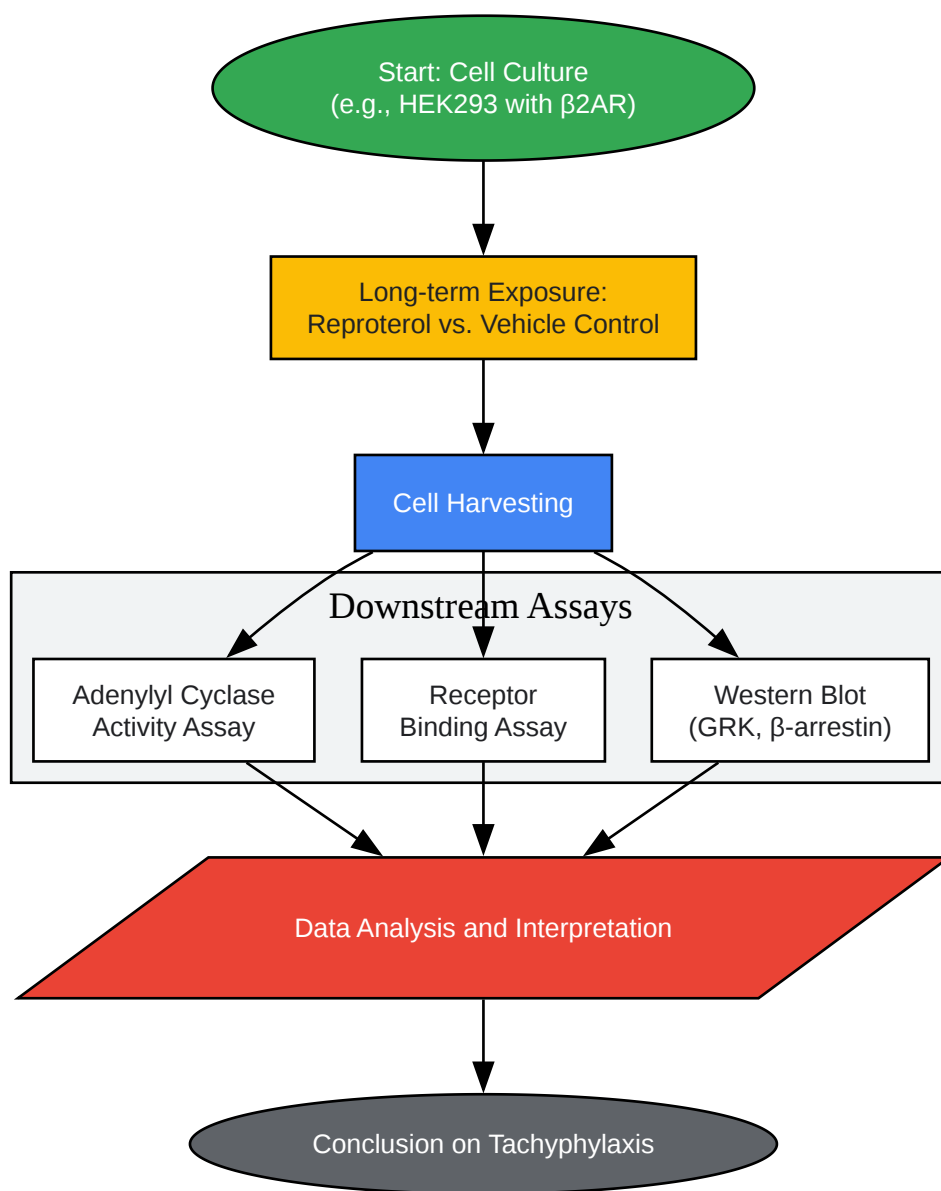 Start: Cell Culture
(e.g., HEK293 with β2AR)
Long-term Exposure:
Reproterol vs. Vehicle Control
Cell Harvesting
Downstream Assays
Adenylyl Cyclase
Activity Assay
Receptor
Binding Assay
Western Blot
(GRK, β-arrestin)
Data Analysis and Interpretation
Conclusion on Tachyphylaxis